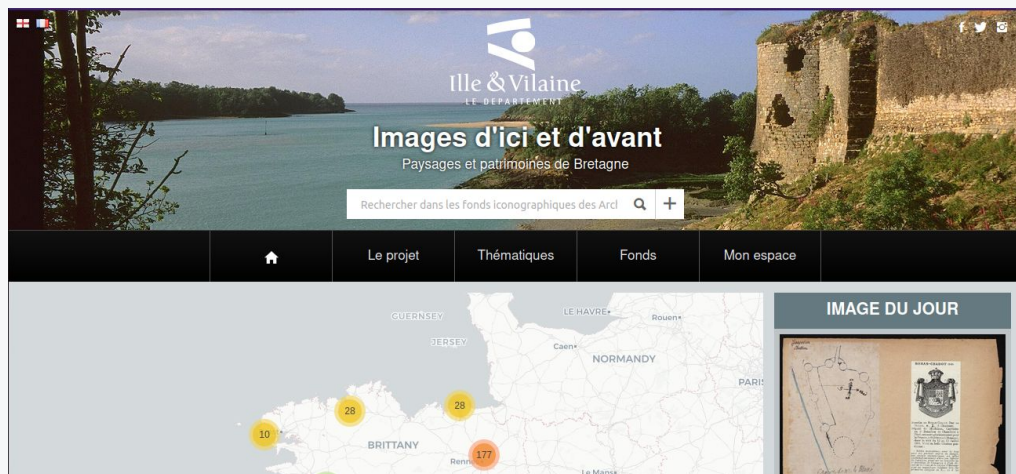 Ille & Vilaine
LE DÉPARTEMENT
Images d'ici et d'avant
Paysages et patrimoines de Bretagne
Rechercher dans les fonds iconographiques des Arcl
Le projet
Thématiques
Fonds
Mon espace
IMAGE DU JOUR
GUERNSEY
LE HAVRE
Rouen
JERSEY
Caen
NORMANDY
PARIS
28
28
10
BRITTANY
177
Renn
Le Mans